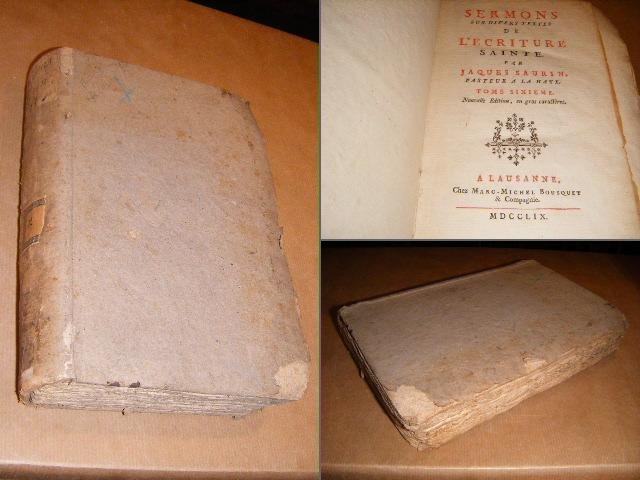 SERMONS
SUR DIVERS TEXTES
DE
L'ECRITURE
SAINTE.
PAR
JAQUES SAURIN,
PASTEUR A LA HAYE.
TOME SIXIEME.
Nouvelle Edition, en gros caractères.
A LAUSANNE,
Chez MARC-MICHEL BOUSQUET
& Compagnie.
MDCCLIX.